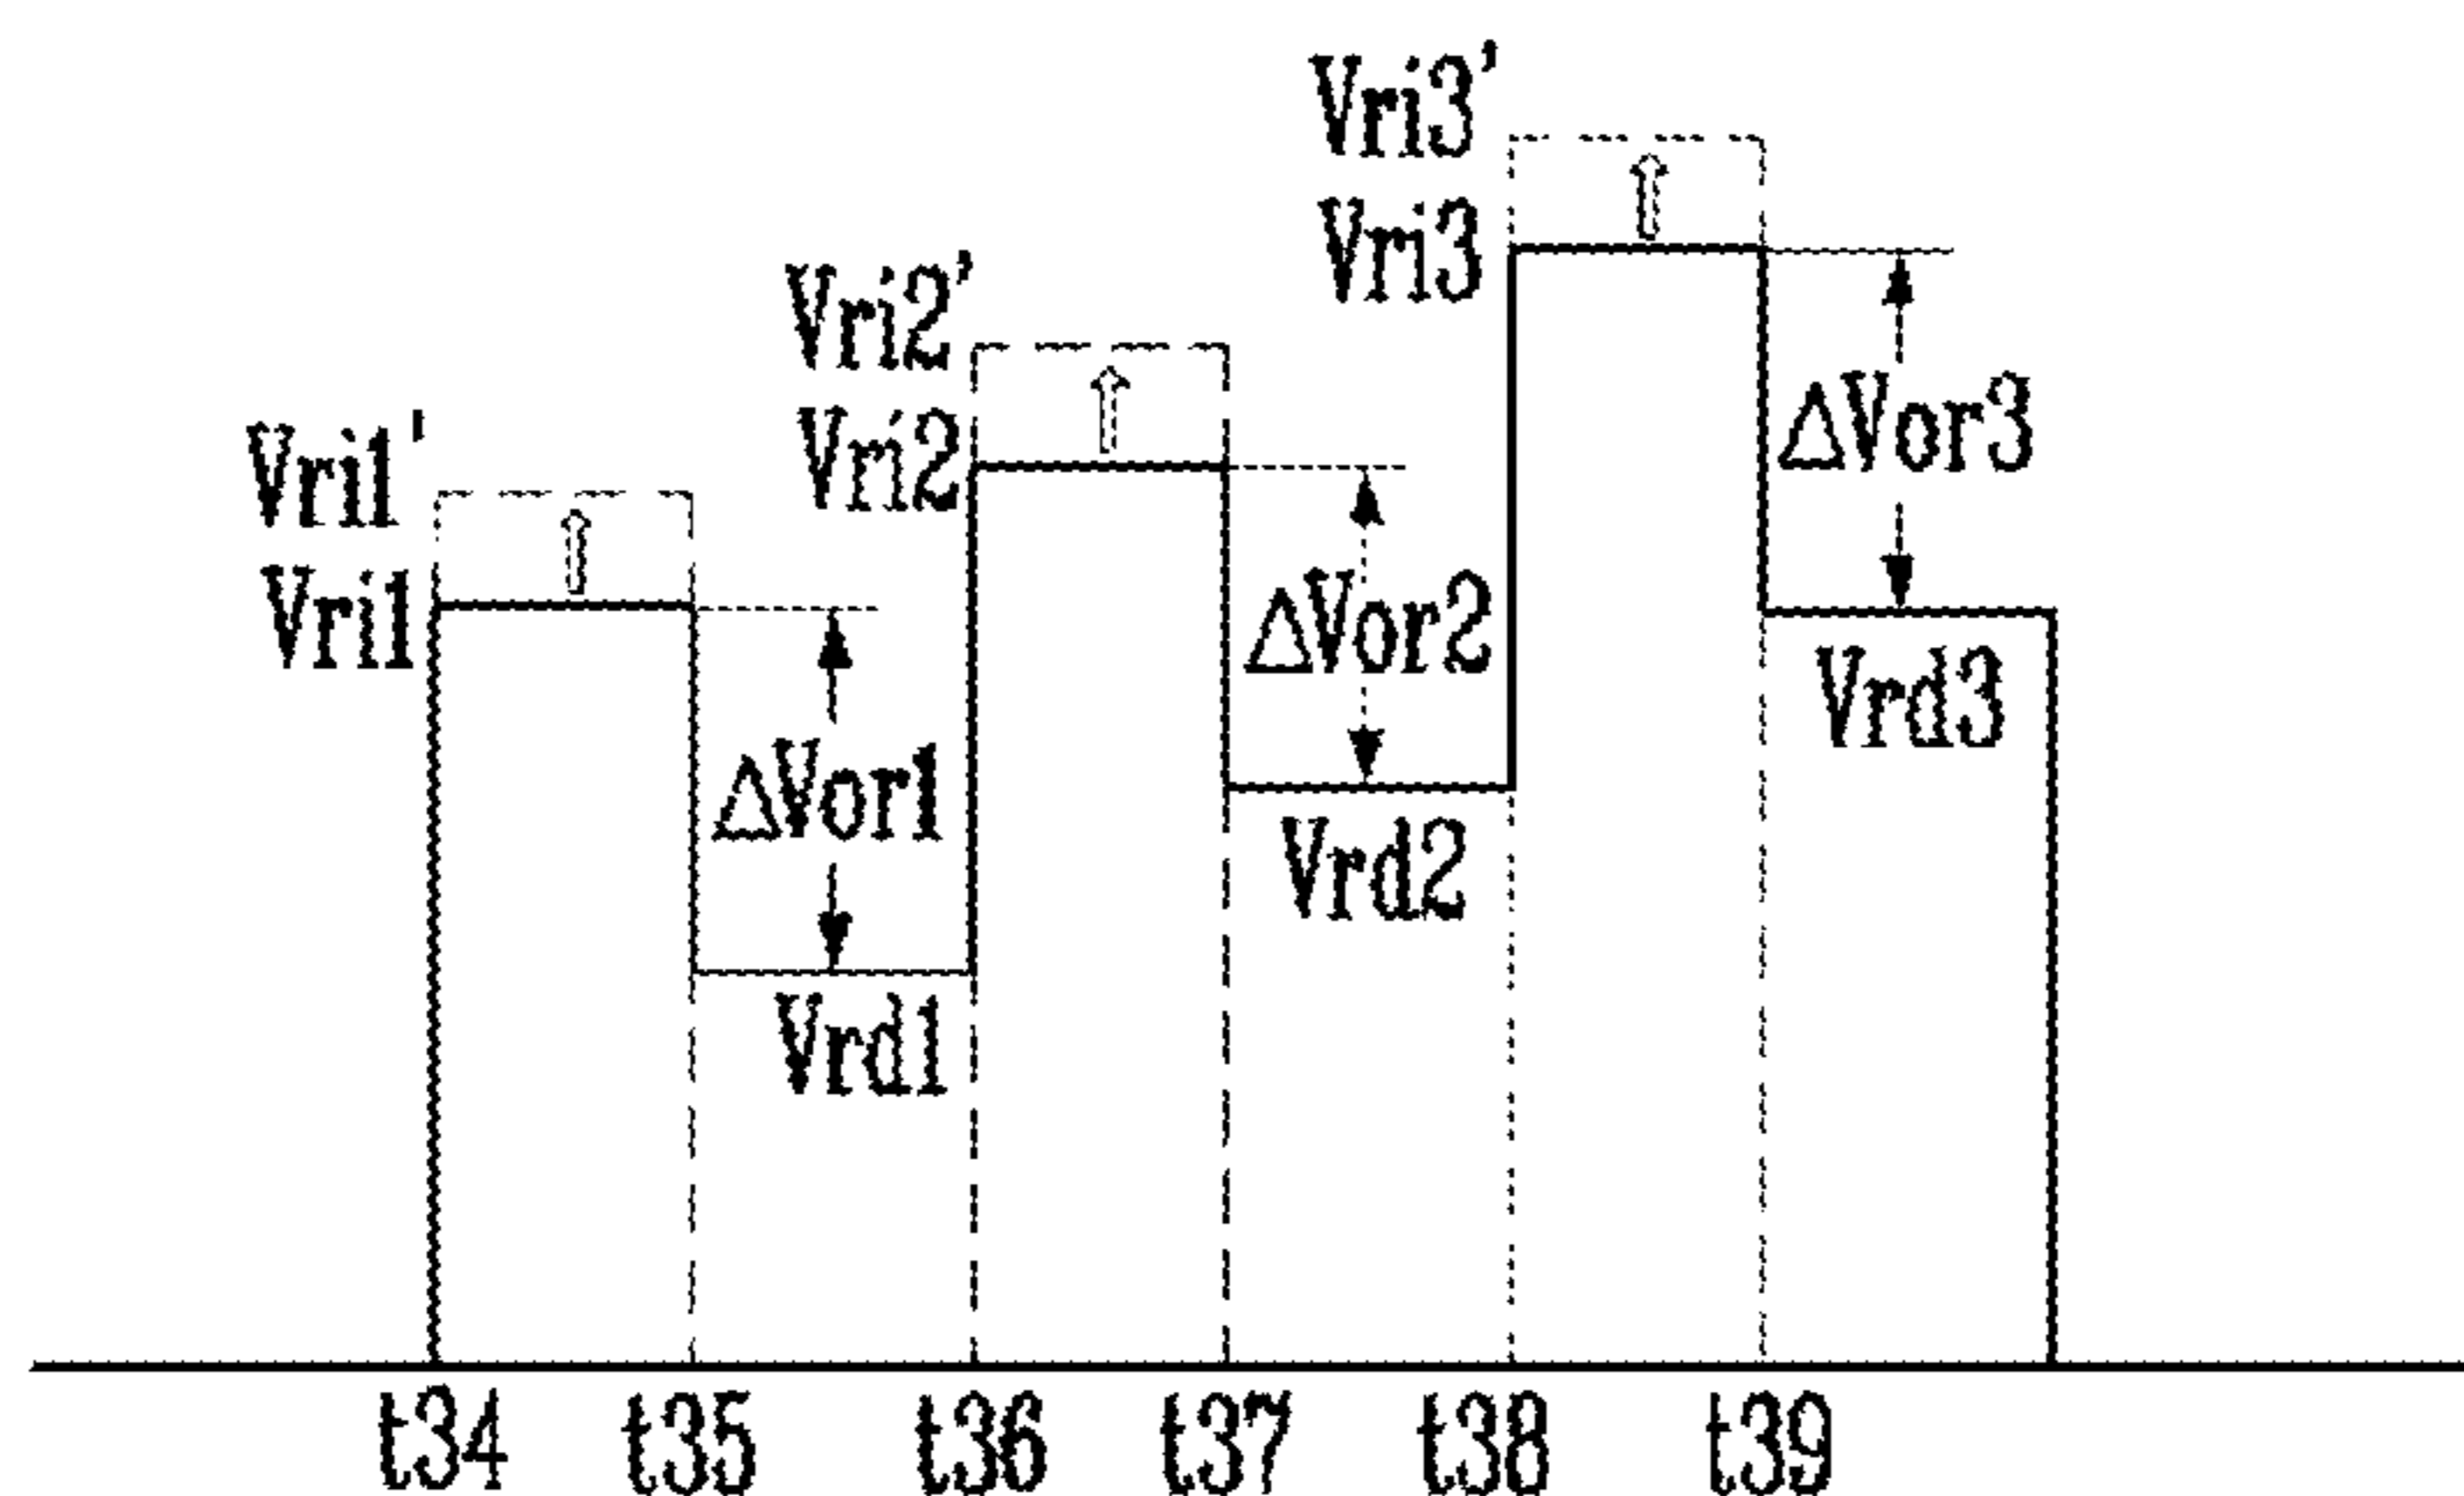 Vri3'
Vri3
Vri2'
Vri2
Vri1'
Vri1
ΔVor3
ΔVor2
ΔVor1
Vrd3
Vrd2
Vrd1
t34 t35 t36 t37 t38 t39